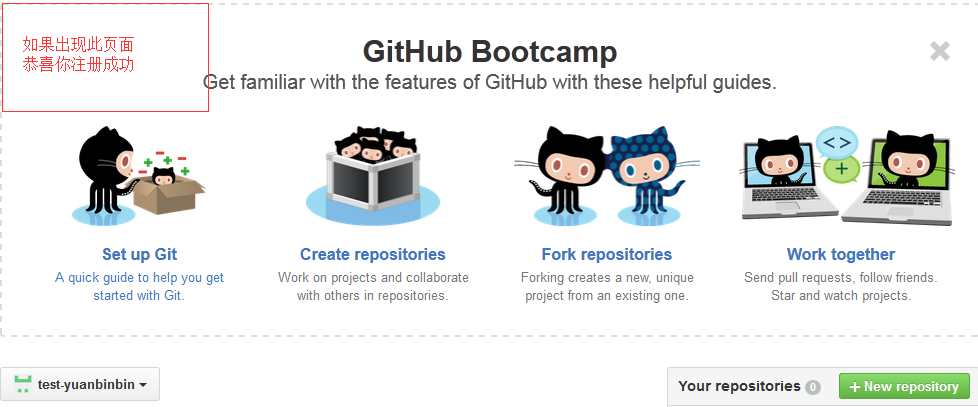 如果出现此页面
恭喜你注册成功
GitHub Bootcamp
Get familiar with the features of GitHub with these helpful guides.
Set up Git
A quick guide to help you get
started with Git.
Create repositories
Work on projects and collaborate
with others in repositories.
Fork repositories
Forking creates a new, unique
project from an existing one.
Work together
Send pull requests, follow friends.
Star and watch projects.
test-yuanbinbin
Your repositories 0
New repository